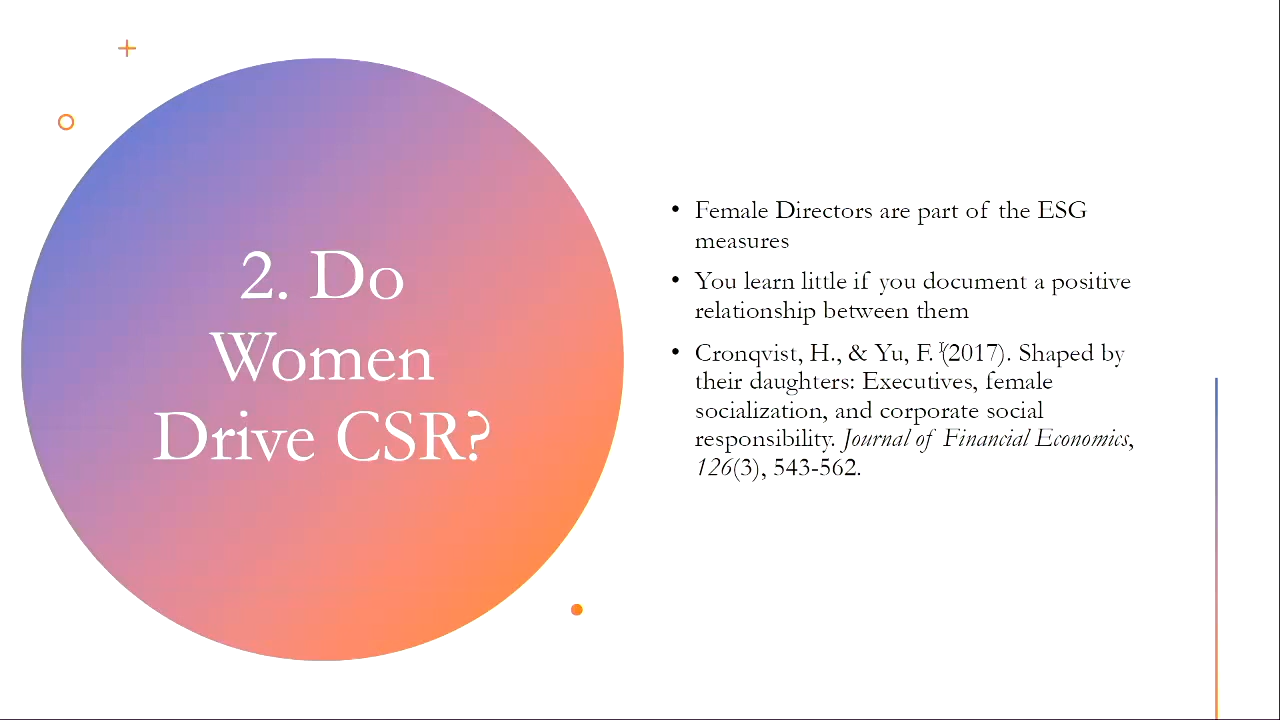 2. Do
Women
Drive CSR?
• Female Directors are part of the ESG
measures
• You learn little if you document a positive
relationship between them
• Cronqvist, H., & Yu, F. (2017). Shaped by
their daughters: Executives, female
socialization, and corporate social
responsibility. Journal of Financial Economics,
126(3), 543-562.